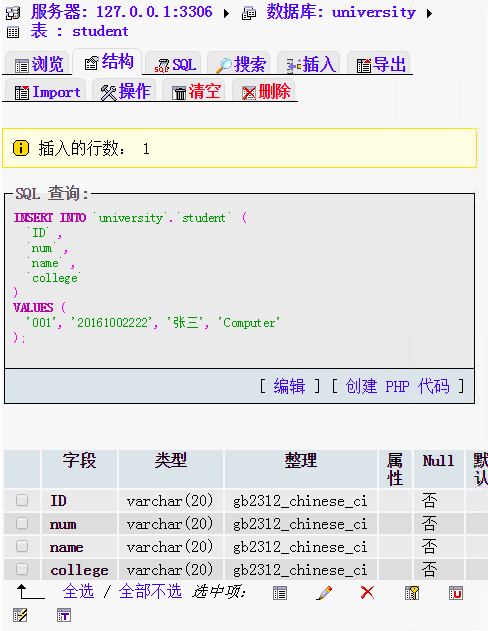 服务器: 127.0.0.1:3306 ▶ 数据库: university ▶
表 : student
浏览 结构 SQL 搜索 插入 导出
Import 操作 清空 删除
插入的行数: 1
SQL 查询:
INSERT INTO `university`.`student` (
`ID` ,
`num` ,
`name` ,
`college`
)
VALUES (
'001', '20161002222', '张三', 'Computer'
);
[ 编辑 ] [ 创建 PHP 代码 ]
字段 类型 整理 属性 Null 默认
ID varchar(20) gb2312_chinese_ci 否
num varchar(20) gb2312_chinese_ci 否
name varchar(20) gb2312_chinese_ci 否
college varchar(20) gb2312_chinese_ci 否
全选 / 全部不选 选中项: